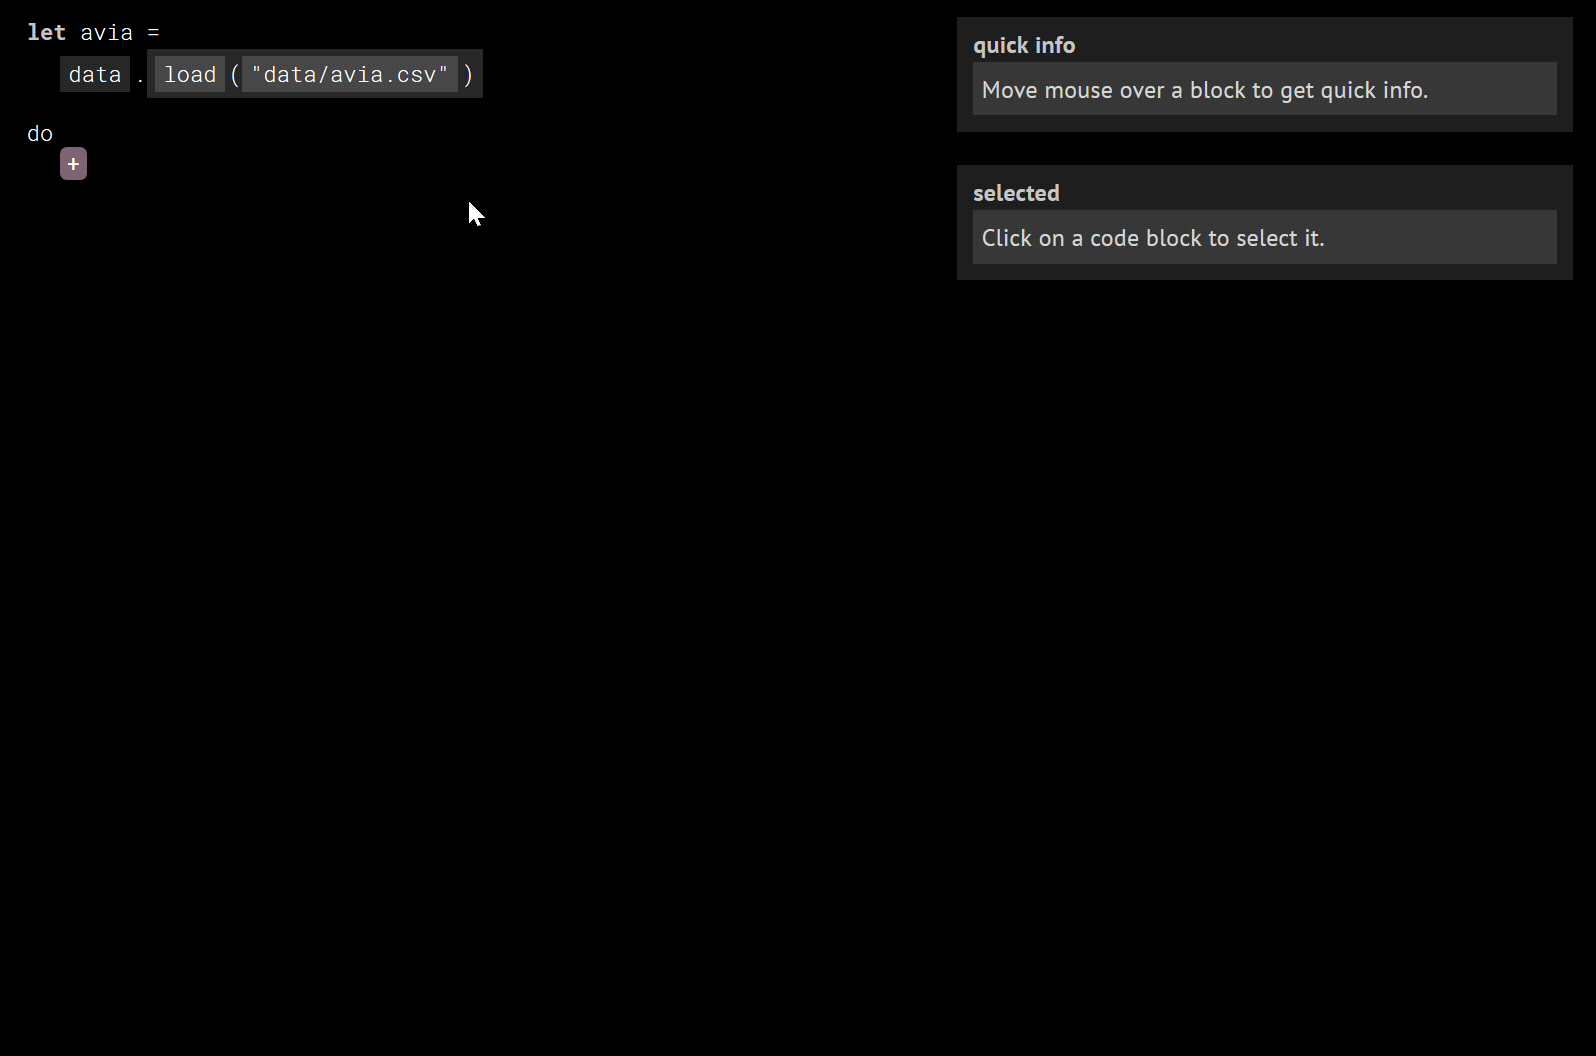 let avia =
data . load ( "data/avia.csv" )
do
+
quick info
Move mouse over a block to get quick info.
selected
Click on a code block to select it.